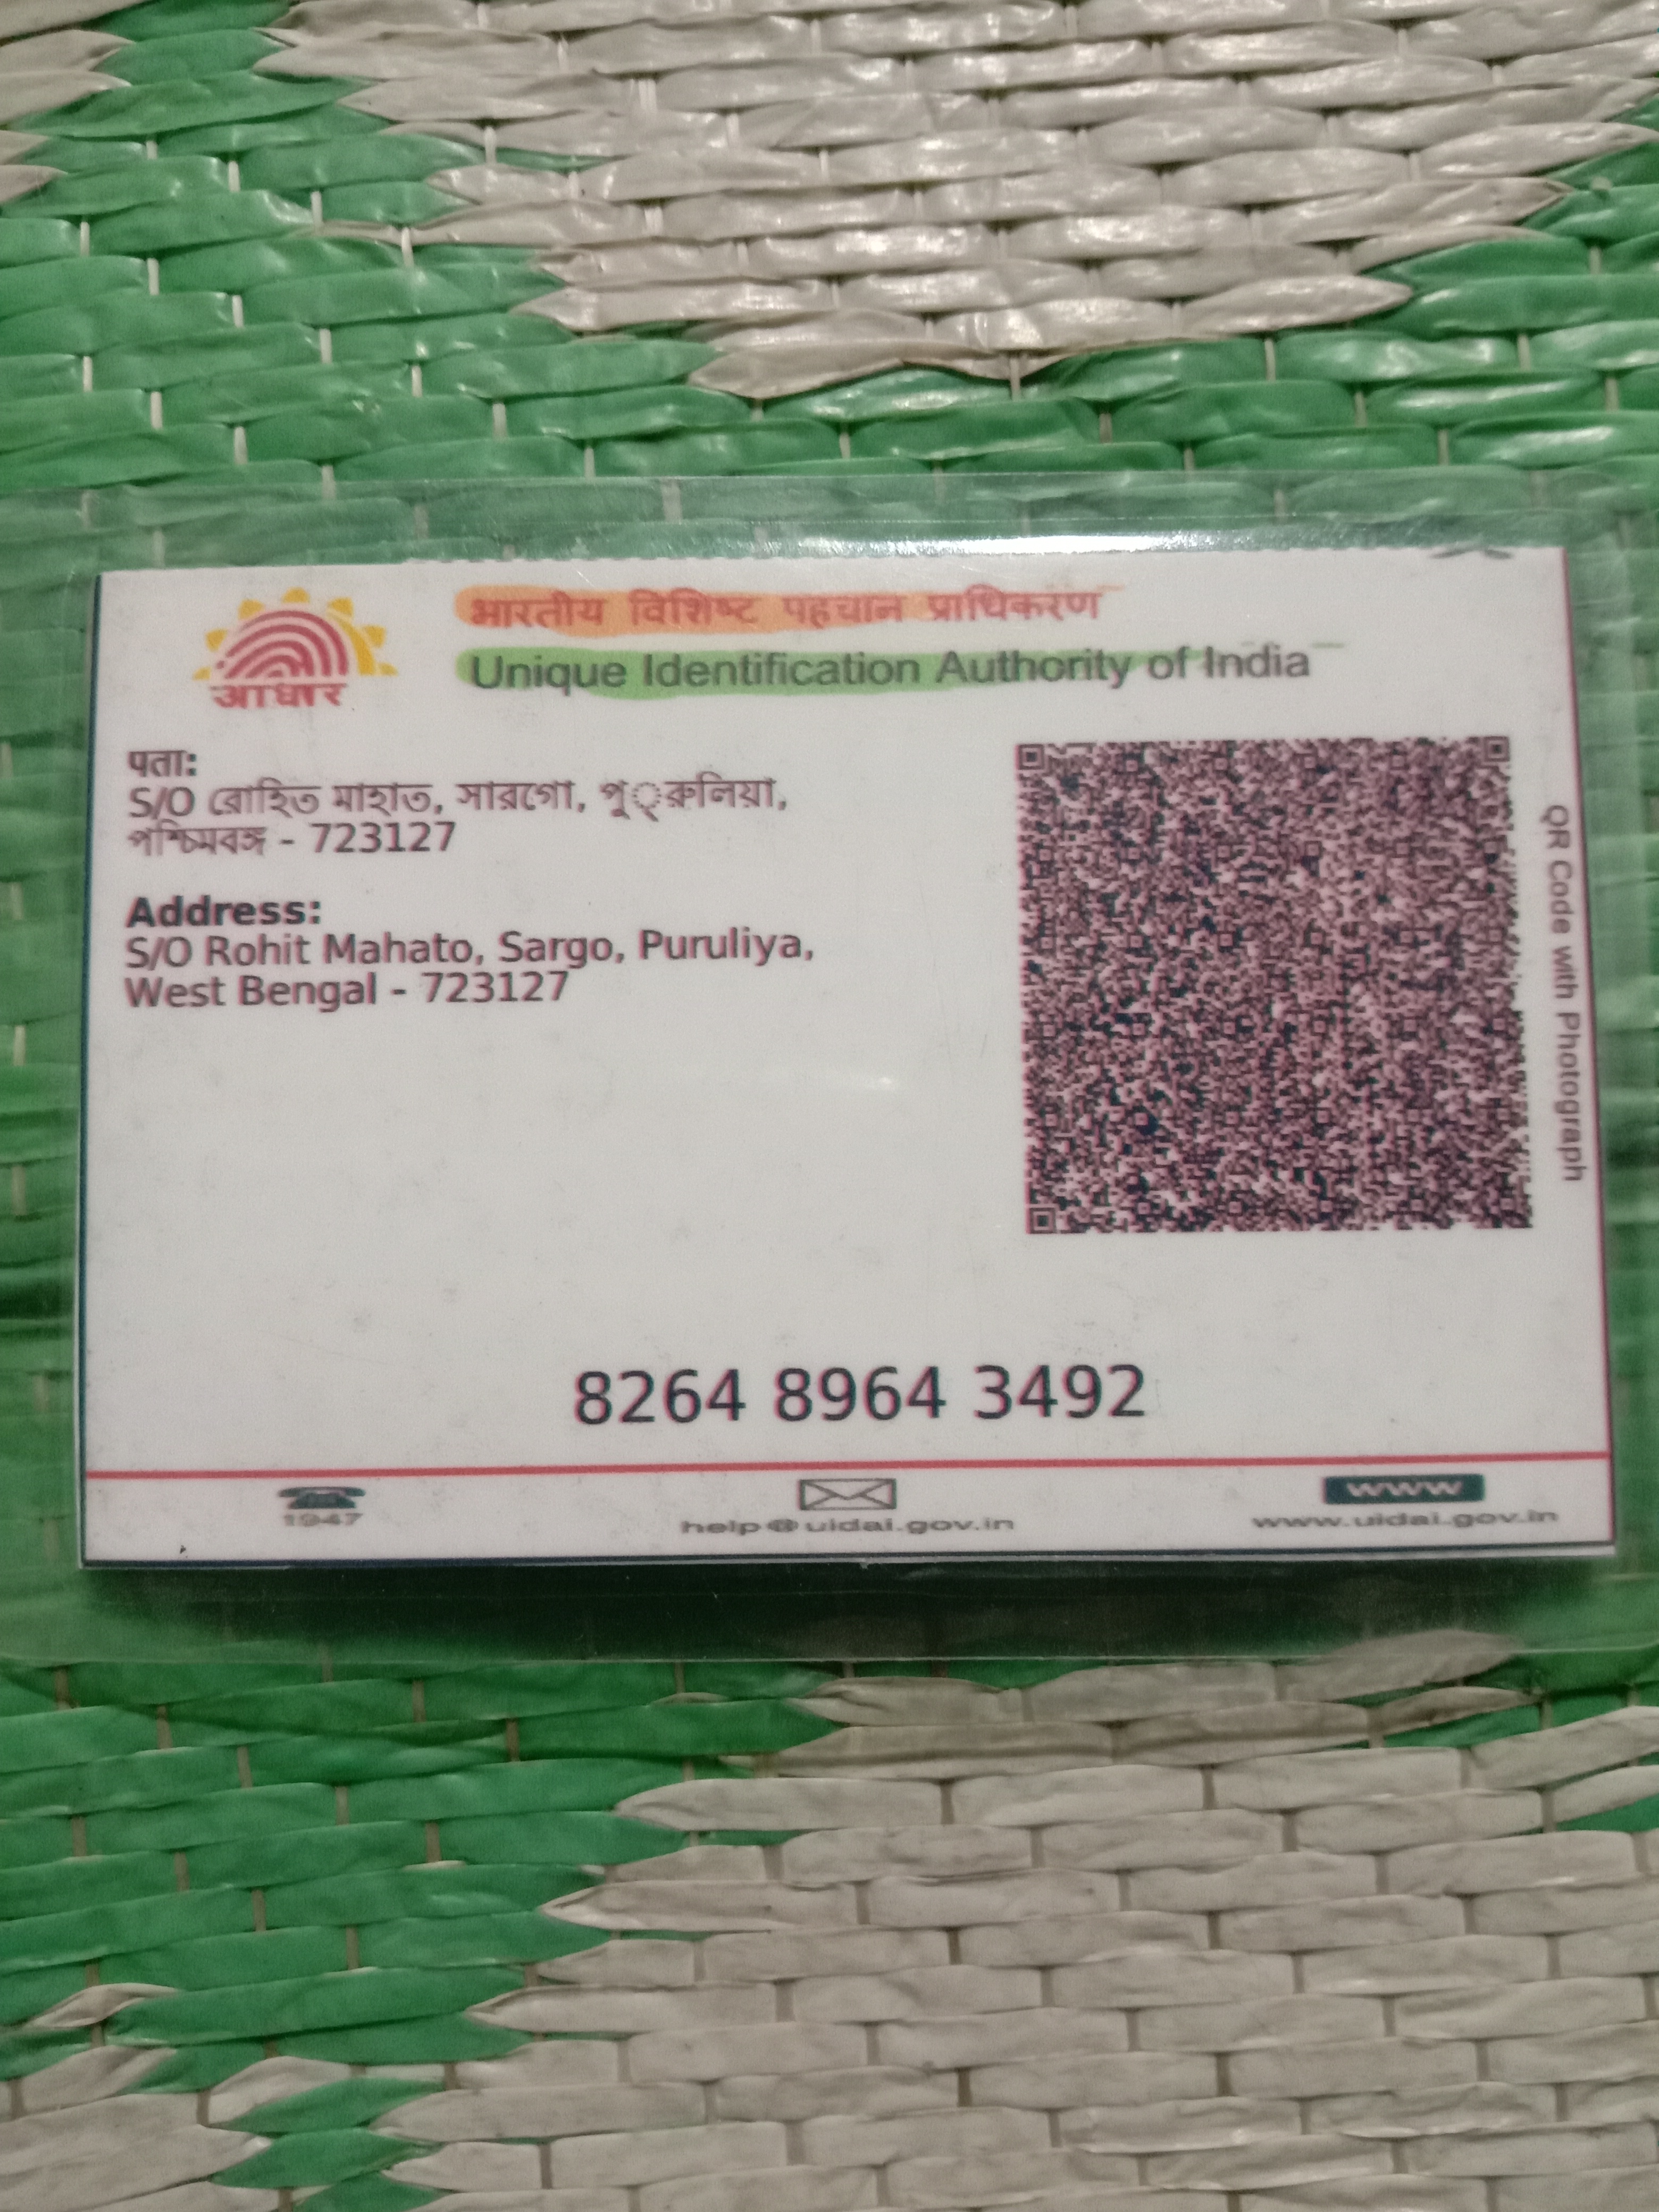 भारतीय विशिष्ट पहचान प्राधिकरण
Unique Identification Authority of India
आधार
पता:
S/O রোহিত মাহাত, সারগো, পু্রুলিয়া,
পশ্চিমবঙ্গ - 723127
Address:
S/O Rohit Mahato, Sargo, Puruliya,
West Bengal - 723127
QR Code with Photograph
8264 8964 3492
1947
help@uidai.gov.in
www
www.uidai.gov.in